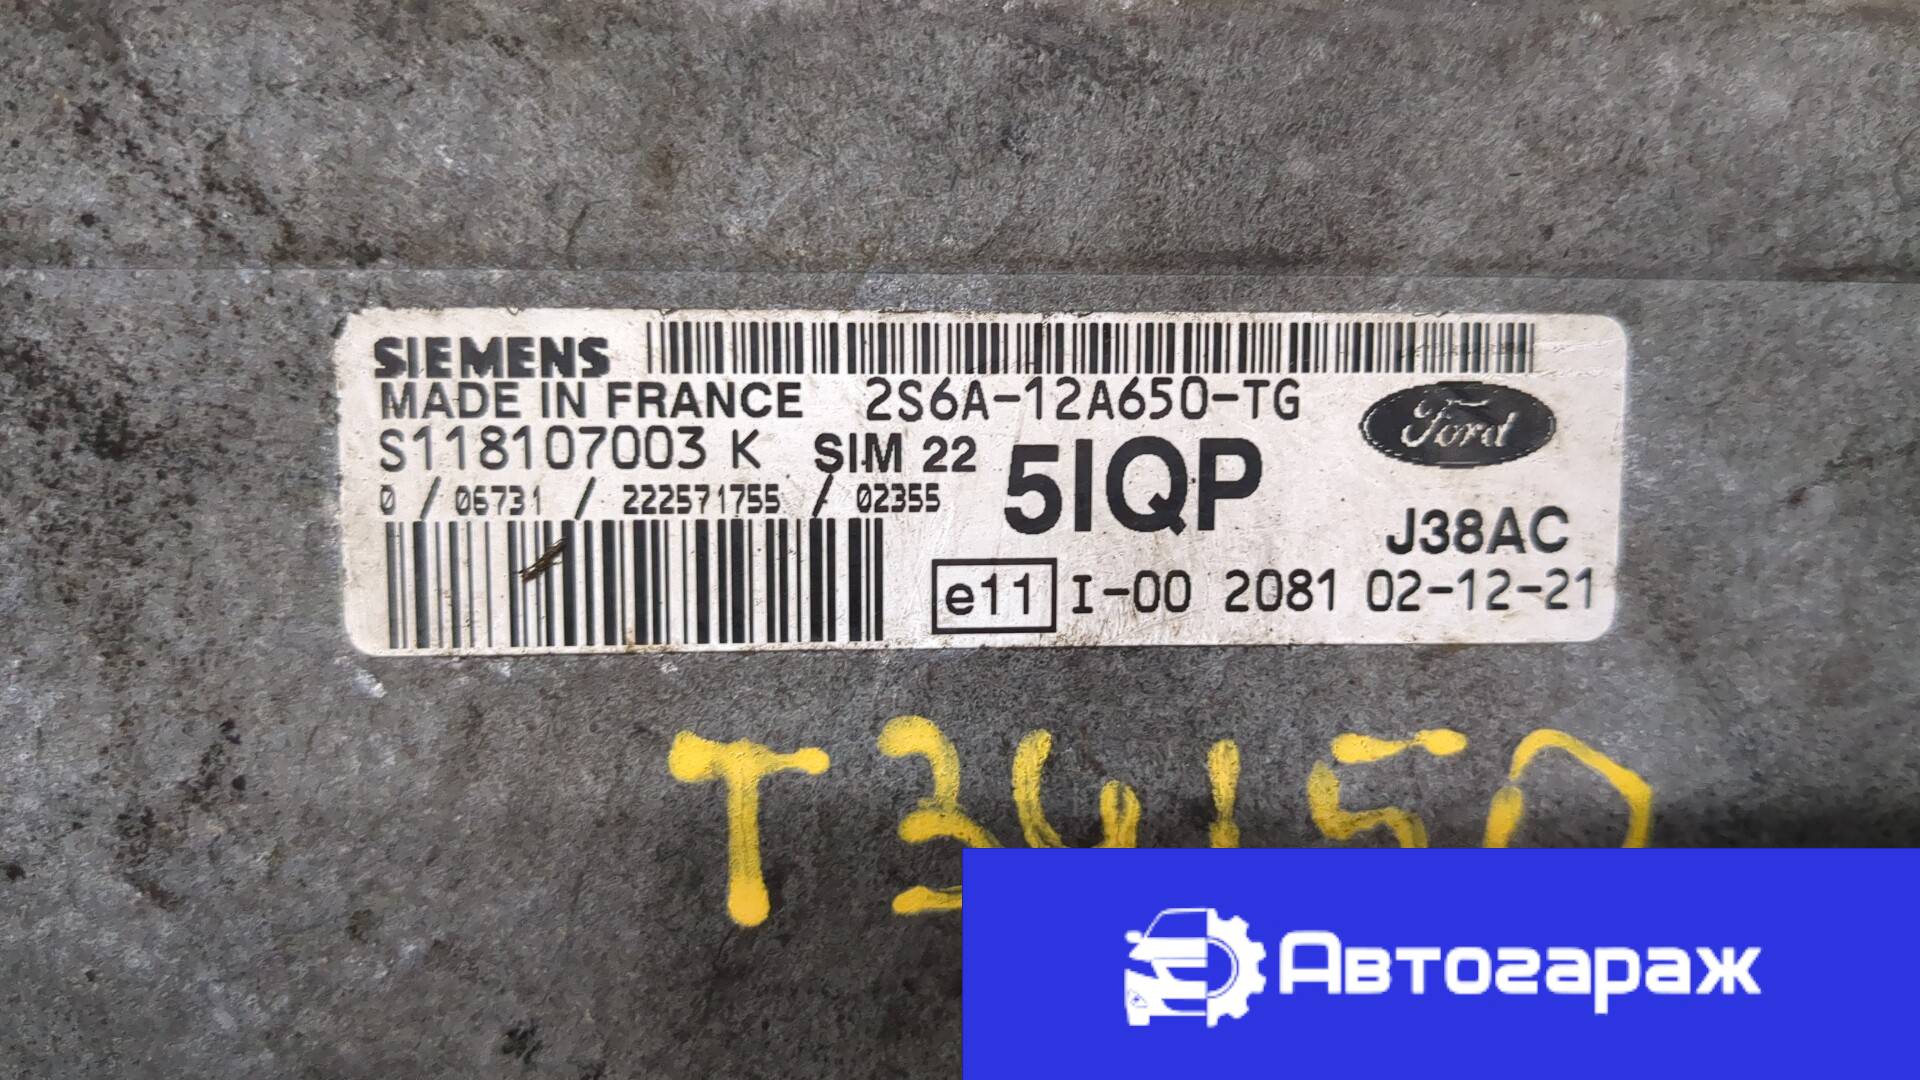 SIEMENS
MADE IN FRANCE 2S6A-12A650-TG Ford
S118107003 K SIM 22 5IQP
0 / 06731 / 222571755 / 02355
J38AC
e11 I-00 2081 02-12-21
Автогараж